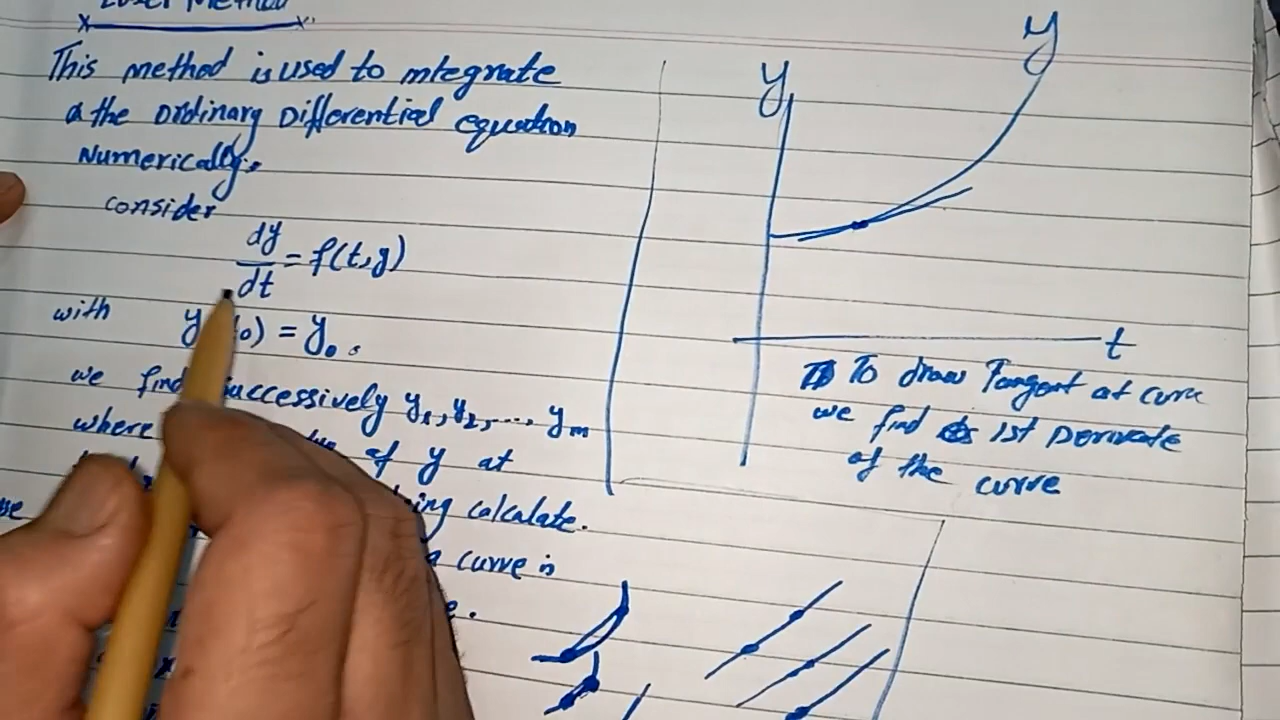 Method
This method is used to integrate
the ordinary Differential equation
Numerically.
consider
dy/dt = f(t,y)
with y 0) = y₀.
we find successively y₁, y₂, .... yₘ
where of y at
calculate.
a curve is
y
y
t
To draw Tangent at curve
we find 1st Derivate
of the curve